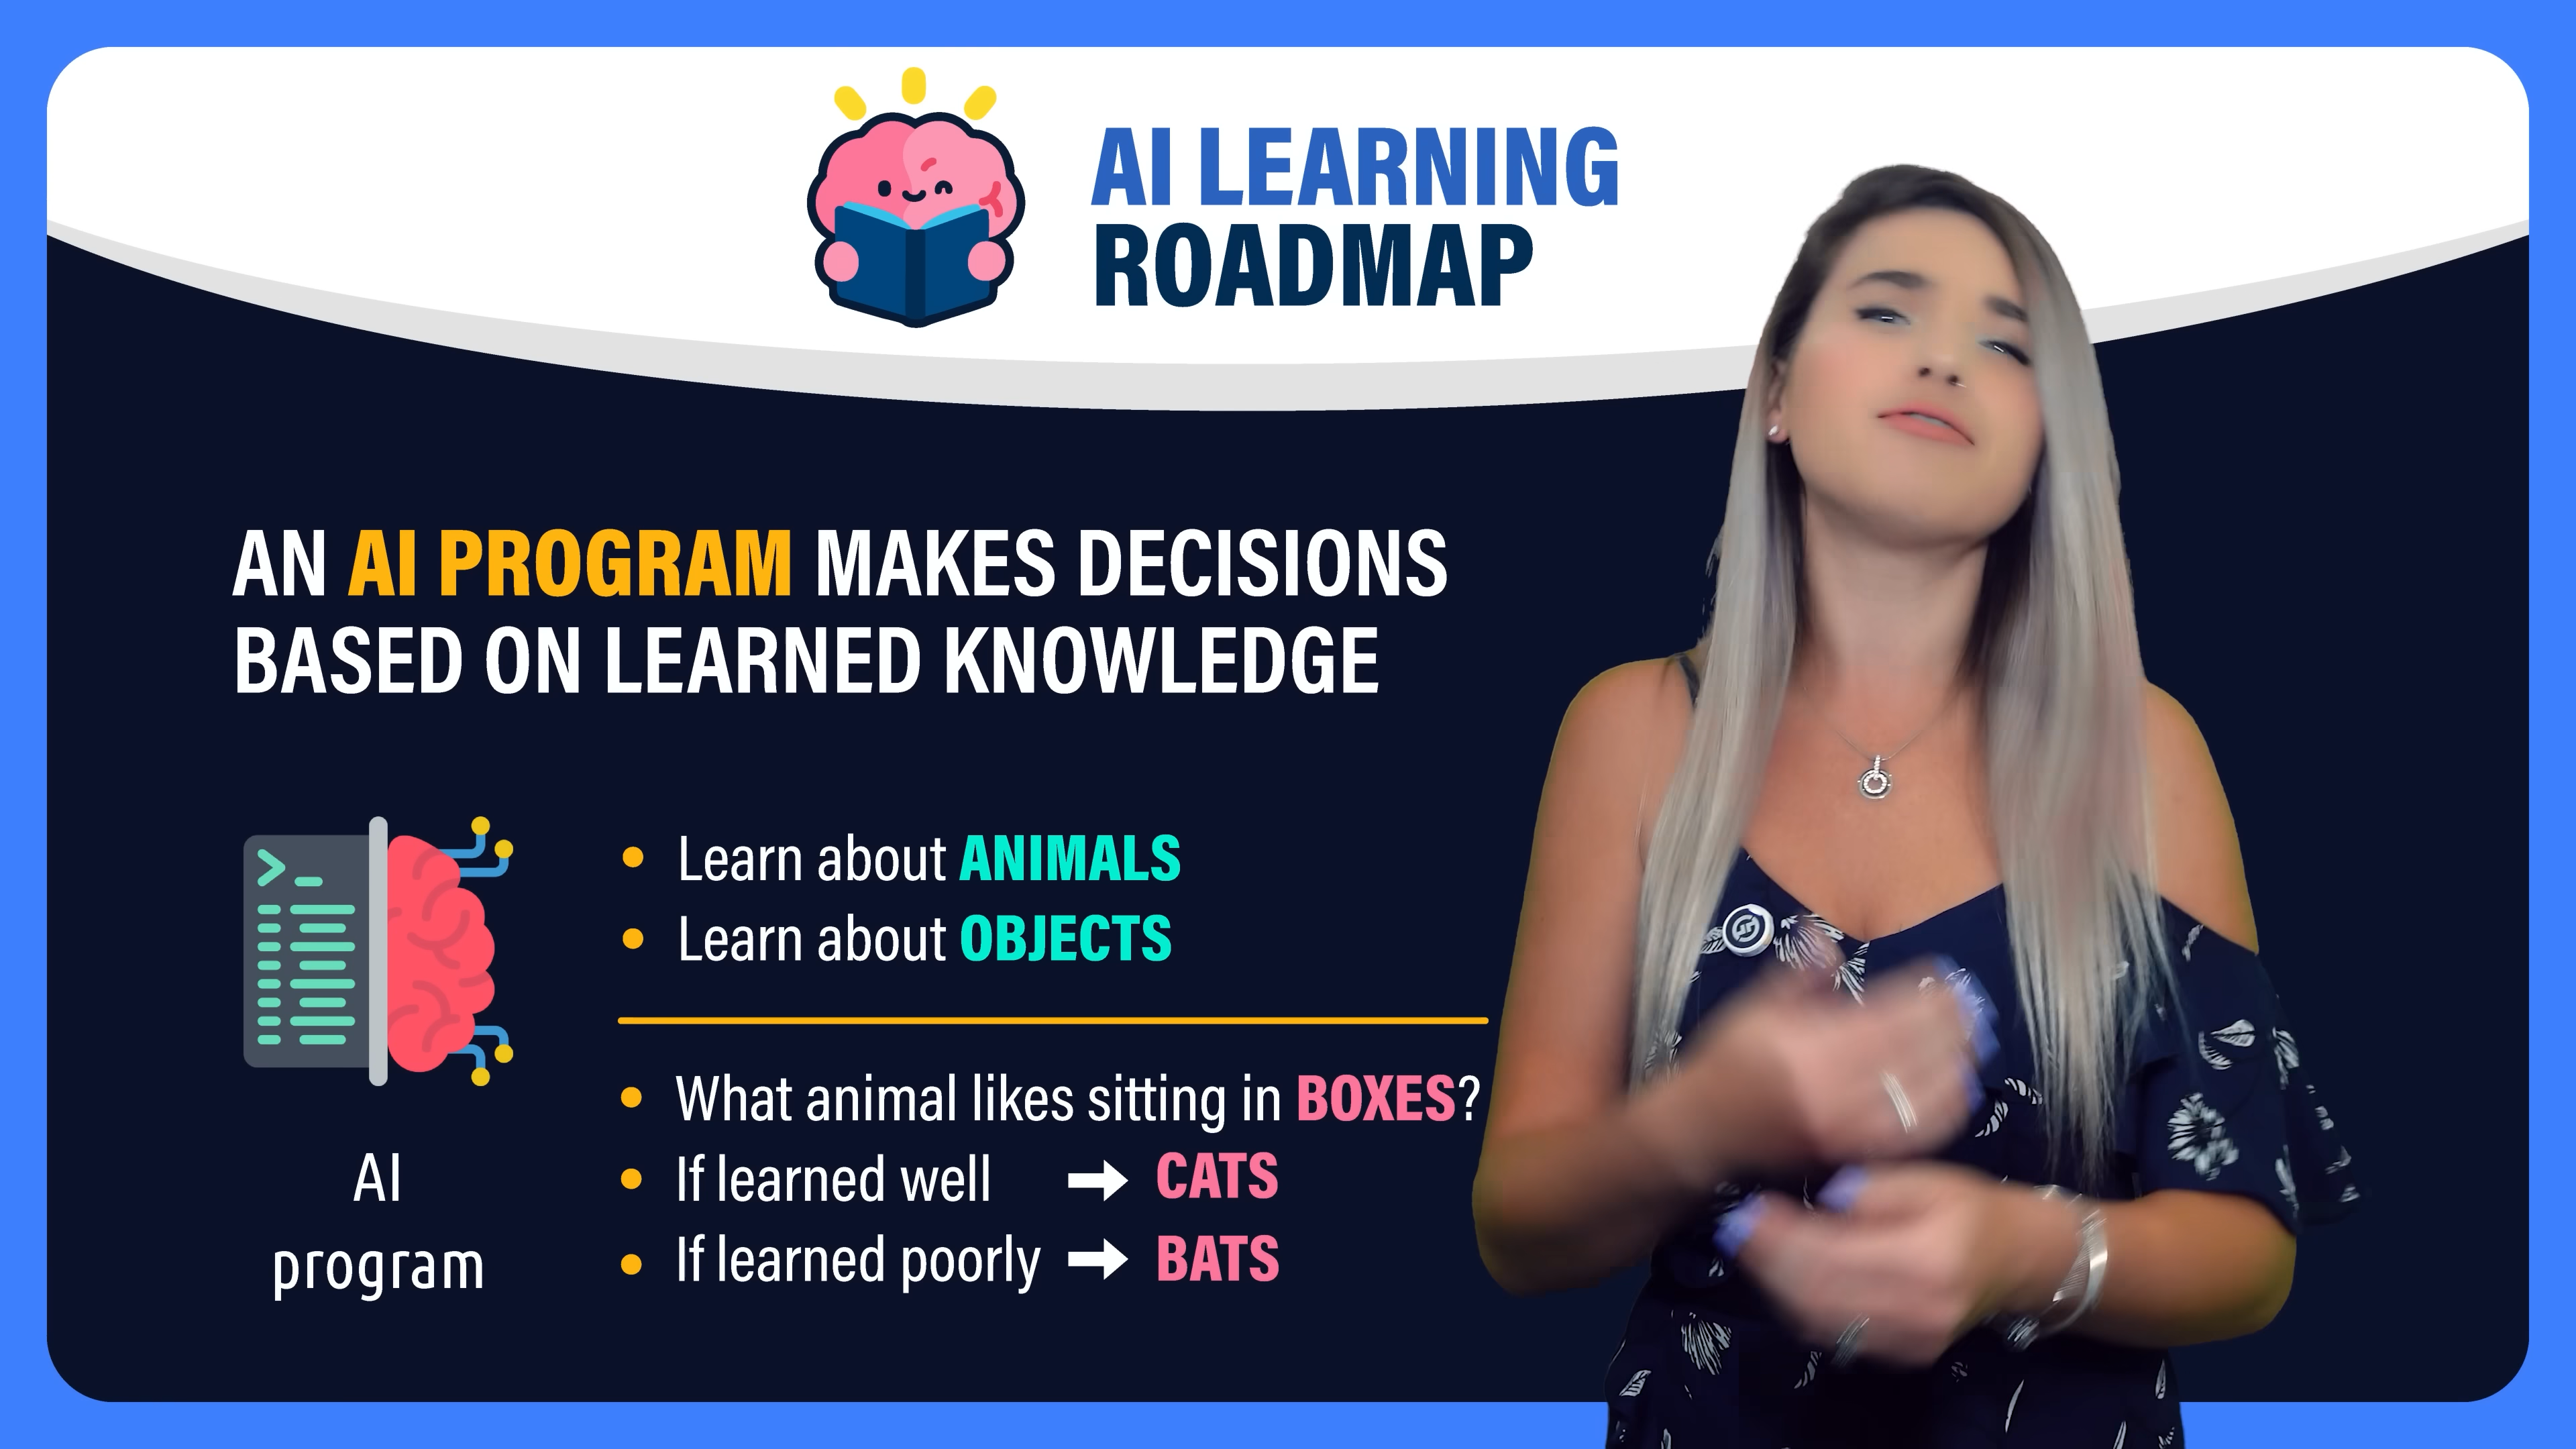 AI LEARNING
ROADMAP
AN AI PROGRAM MAKES DECISIONS
BASED ON LEARNED KNOWLEDGE
• Learn about ANIMALS
• Learn about OBJECTS
• What animal likes sitting in BOXES?
• If learned well → CATS
• If learned poorly → BATS
AI
program